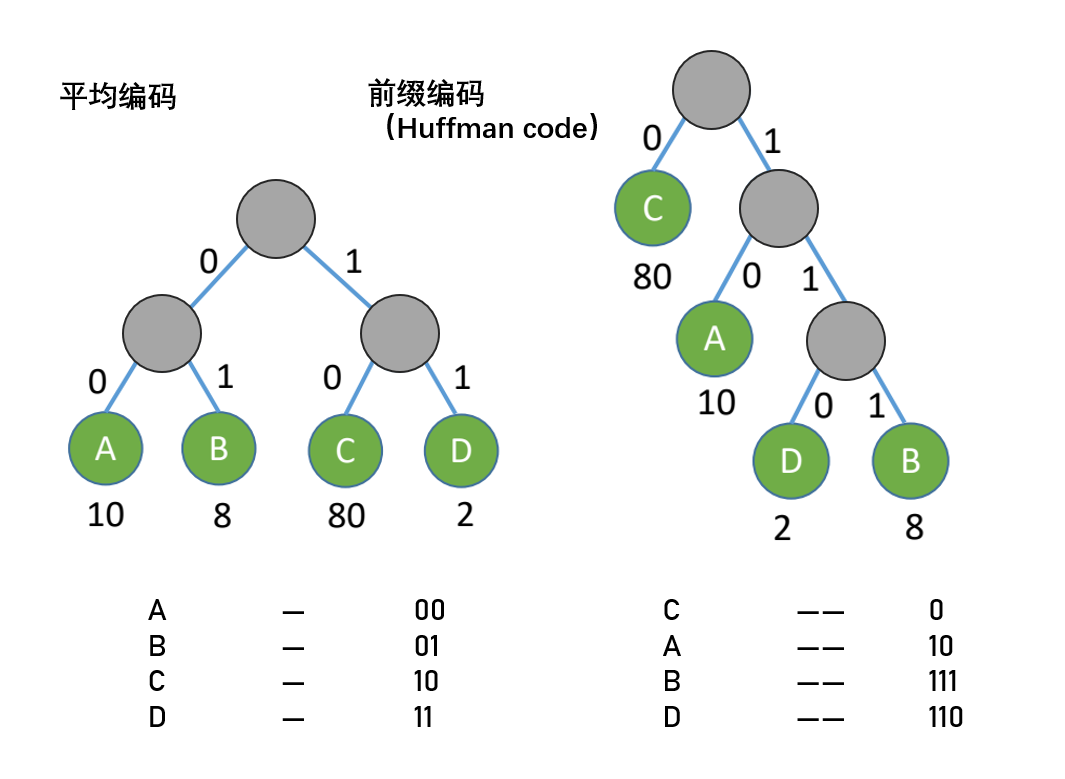 平均编码
0 1
0 1 0 1
A B C D
10 8 80 2
A — 00
B — 01
C — 10
D — 11
前缀编码
（Huffman code）
0 1
C
80 0 1
A
10 0 1
D B
2 8
C —— 0
A —— 10
B —— 111
D —— 110